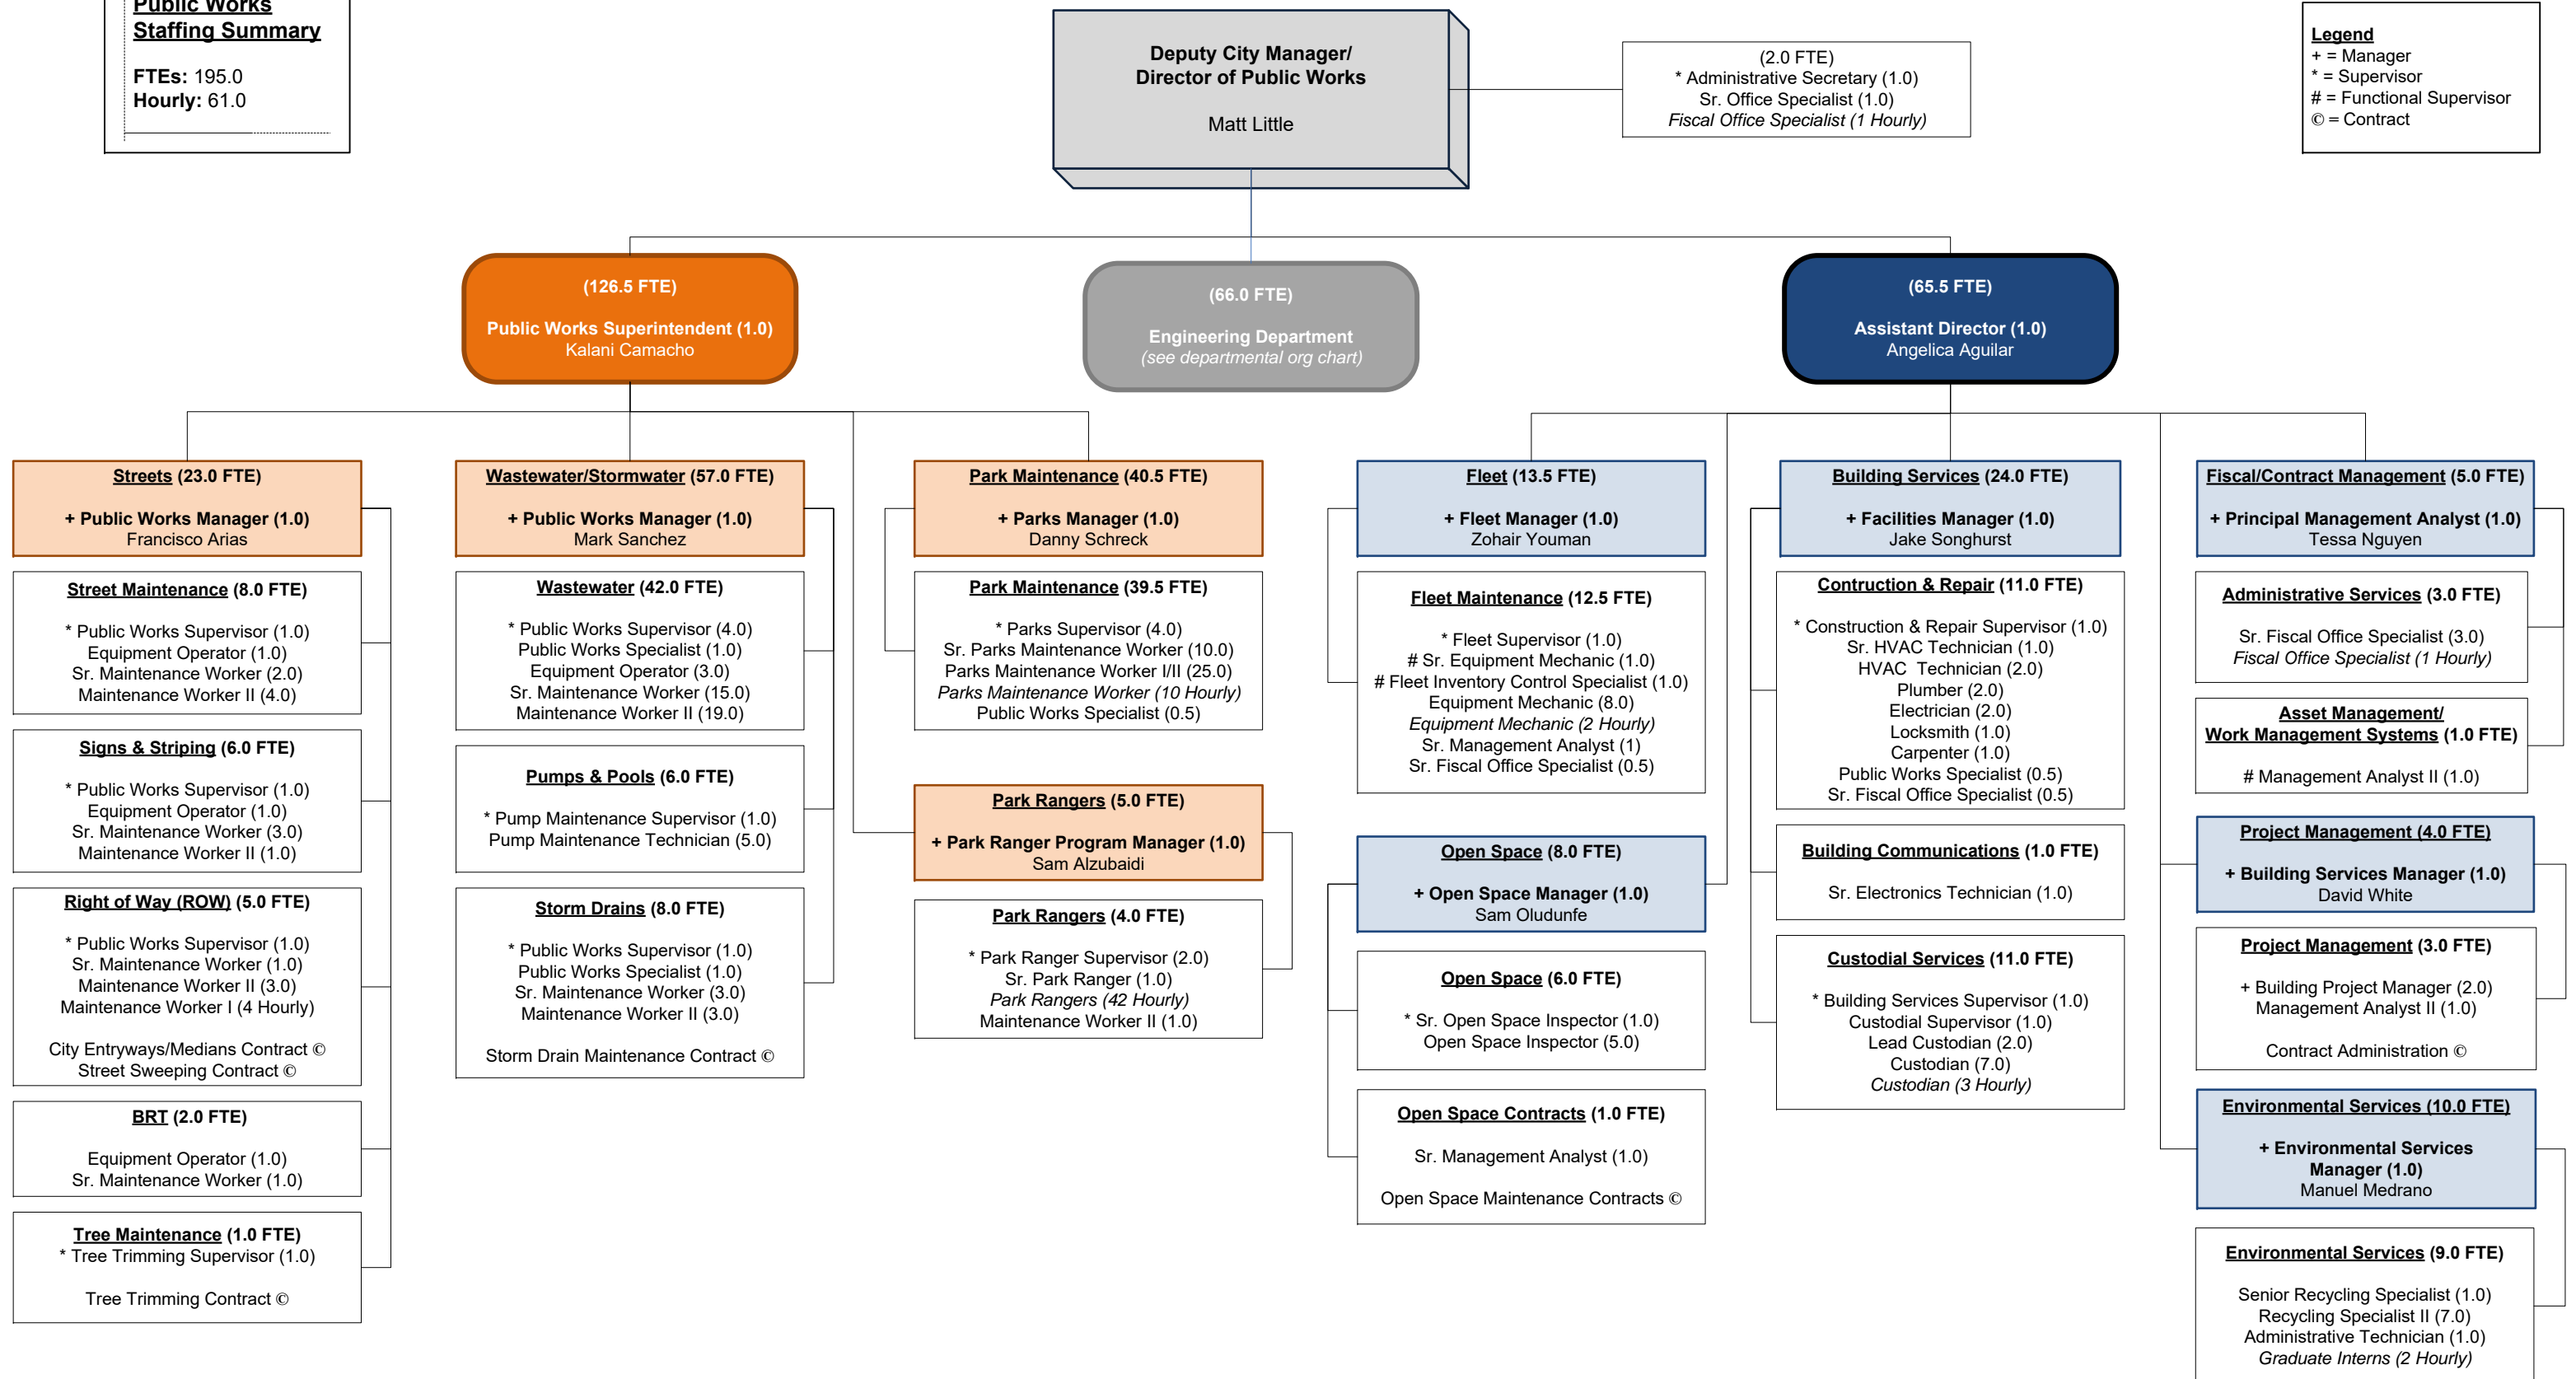 Public Works
Staffing Summary
FTEs: 195.0
Hourly: 61.0
Deputy City Manager/
Director of Public Works
Matt Little
(2.0 FTE)
* Administrative Secretary (1.0)
Sr. Office Specialist (1.0)
Fiscal Office Specialist (1 Hourly)
Legend
+ = Manager
* = Supervisor
# = Functional Supervisor
© = Contract
(126.5 FTE)
Public Works Superintendent (1.0)
Kalani Camacho
(66.0 FTE)
Engineering Department
(see departmental org chart)
(65.5 FTE)
Assistant Director (1.0)
Angelica Aguilar
Streets (23.0 FTE)
+ Public Works Manager (1.0)
Francisco Arias
Street Maintenance (8.0 FTE)
* Public Works Supervisor (1.0)
Equipment Operator (1.0)
Sr. Maintenance Worker (2.0)
Maintenance Worker II (4.0)
Signs & Striping (6.0 FTE)
* Public Works Supervisor (1.0)
Equipment Operator (1.0)
Sr. Maintenance Worker (3.0)
Maintenance Worker II (1.0)
Right of Way (ROW) (5.0 FTE)
* Public Works Supervisor (1.0)
Sr. Maintenance Worker (1.0)
Maintenance Worker II (3.0)
Maintenance Worker I (4 Hourly)
City Entryways/Medians Contract ©
Street Sweeping Contract ©
BRT (2.0 FTE)
Equipment Operator (1.0)
Sr. Maintenance Worker (1.0)
Tree Maintenance (1.0 FTE)
* Tree Trimming Supervisor (1.0)
Tree Trimming Contract ©
Wastewater/Stormwater (57.0 FTE)
+ Public Works Manager (1.0)
Mark Sanchez
Wastewater (42.0 FTE)
* Public Works Supervisor (4.0)
Public Works Specialist (1.0)
Equipment Operator (3.0)
Sr. Maintenance Worker (15.0)
Maintenance Worker II (19.0)
Pumps & Pools (6.0 FTE)
* Pump Maintenance Supervisor (1.0)
Pump Maintenance Technician (5.0)
Storm Drains (8.0 FTE)
* Public Works Supervisor (1.0)
Public Works Specialist (1.0)
Sr. Maintenance Worker (3.0)
Maintenance Worker II (3.0)
Storm Drain Maintenance Contract ©
Park Maintenance (40.5 FTE)
+ Parks Manager (1.0)
Danny Schreck
Park Maintenance (39.5 FTE)
* Parks Supervisor (4.0)
Sr. Parks Maintenance Worker (10.0)
Parks Maintenance Worker I/II (25.0)
Parks Maintenance Worker (10 Hourly)
Public Works Specialist (0.5)
Park Rangers (5.0 FTE)
+ Park Ranger Program Manager (1.0)
Sam Alzubaidi
Park Rangers (4.0 FTE)
* Park Ranger Supervisor (2.0)
Sr. Park Ranger (1.0)
Park Rangers (42 Hourly)
Maintenance Worker II (1.0)
Fleet (13.5 FTE)
+ Fleet Manager (1.0)
Zohair Youman
Fleet Maintenance (12.5 FTE)
* Fleet Supervisor (1.0)
# Sr. Equipment Mechanic (1.0)
# Fleet Inventory Control Specialist (1.0)
Equipment Mechanic (8.0)
Equipment Mechanic (2 Hourly)
Sr. Management Analyst (1)
Sr. Fiscal Office Specialist (0.5)
Open Space (8.0 FTE)
+ Open Space Manager (1.0)
Sam Oludunfe
Open Space (6.0 FTE)
* Sr. Open Space Inspector (1.0)
Open Space Inspector (5.0)
Open Space Contracts (1.0 FTE)
Sr. Management Analyst (1.0)
Open Space Maintenance Contracts ©
Building Services (24.0 FTE)
+ Facilities Manager (1.0)
Jake Songhurst
Contruction & Repair (11.0 FTE)
* Construction & Repair Supervisor (1.0)
Sr. HVAC Technician (1.0)
HVAC Technician (2.0)
Plumber (2.0)
Electrician (2.0)
Locksmith (1.0)
Carpenter (1.0)
Public Works Specialist (0.5)
Sr. Fiscal Office Specialist (0.5)
Building Communications (1.0 FTE)
Sr. Electronics Technician (1.0)
Custodial Services (11.0 FTE)
* Building Services Supervisor (1.0)
Custodial Supervisor (1.0)
Lead Custodian (2.0)
Custodian (7.0)
Custodian (3 Hourly)
Fiscal/Contract Management (5.0 FTE)
+ Principal Management Analyst (1.0)
Tessa Nguyen
Administrative Services (3.0 FTE)
Sr. Fiscal Office Specialist (3.0)
Fiscal Office Specialist (1 Hourly)
Asset Management/
Work Management Systems (1.0 FTE)
# Management Analyst II (1.0)
Project Management (4.0 FTE)
+ Building Services Manager (1.0)
David White
Project Management (3.0 FTE)
+ Building Project Manager (2.0)
Management Analyst II (1.0)
Contract Administration ©
Environmental Services (10.0 FTE)
+ Environmental Services
Manager (1.0)
Manuel Medrano
Environmental Services (9.0 FTE)
Senior Recycling Specialist (1.0)
Recycling Specialist II (7.0)
Administrative Technician (1.0)
Graduate Interns (2 Hourly)